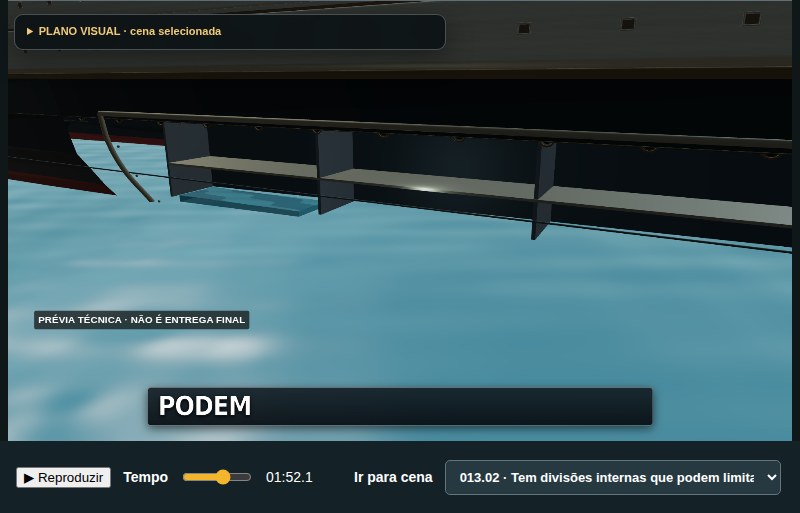 ▶ PLANO VISUAL · cena selecionada
PRÉVIA TÉCNICA · NÃO É ENTREGA FINAL
PODEM
▶ Reproduzir Tempo 01:52.1 Ir para cena 013.02 · Tem divisões internas que podem limita